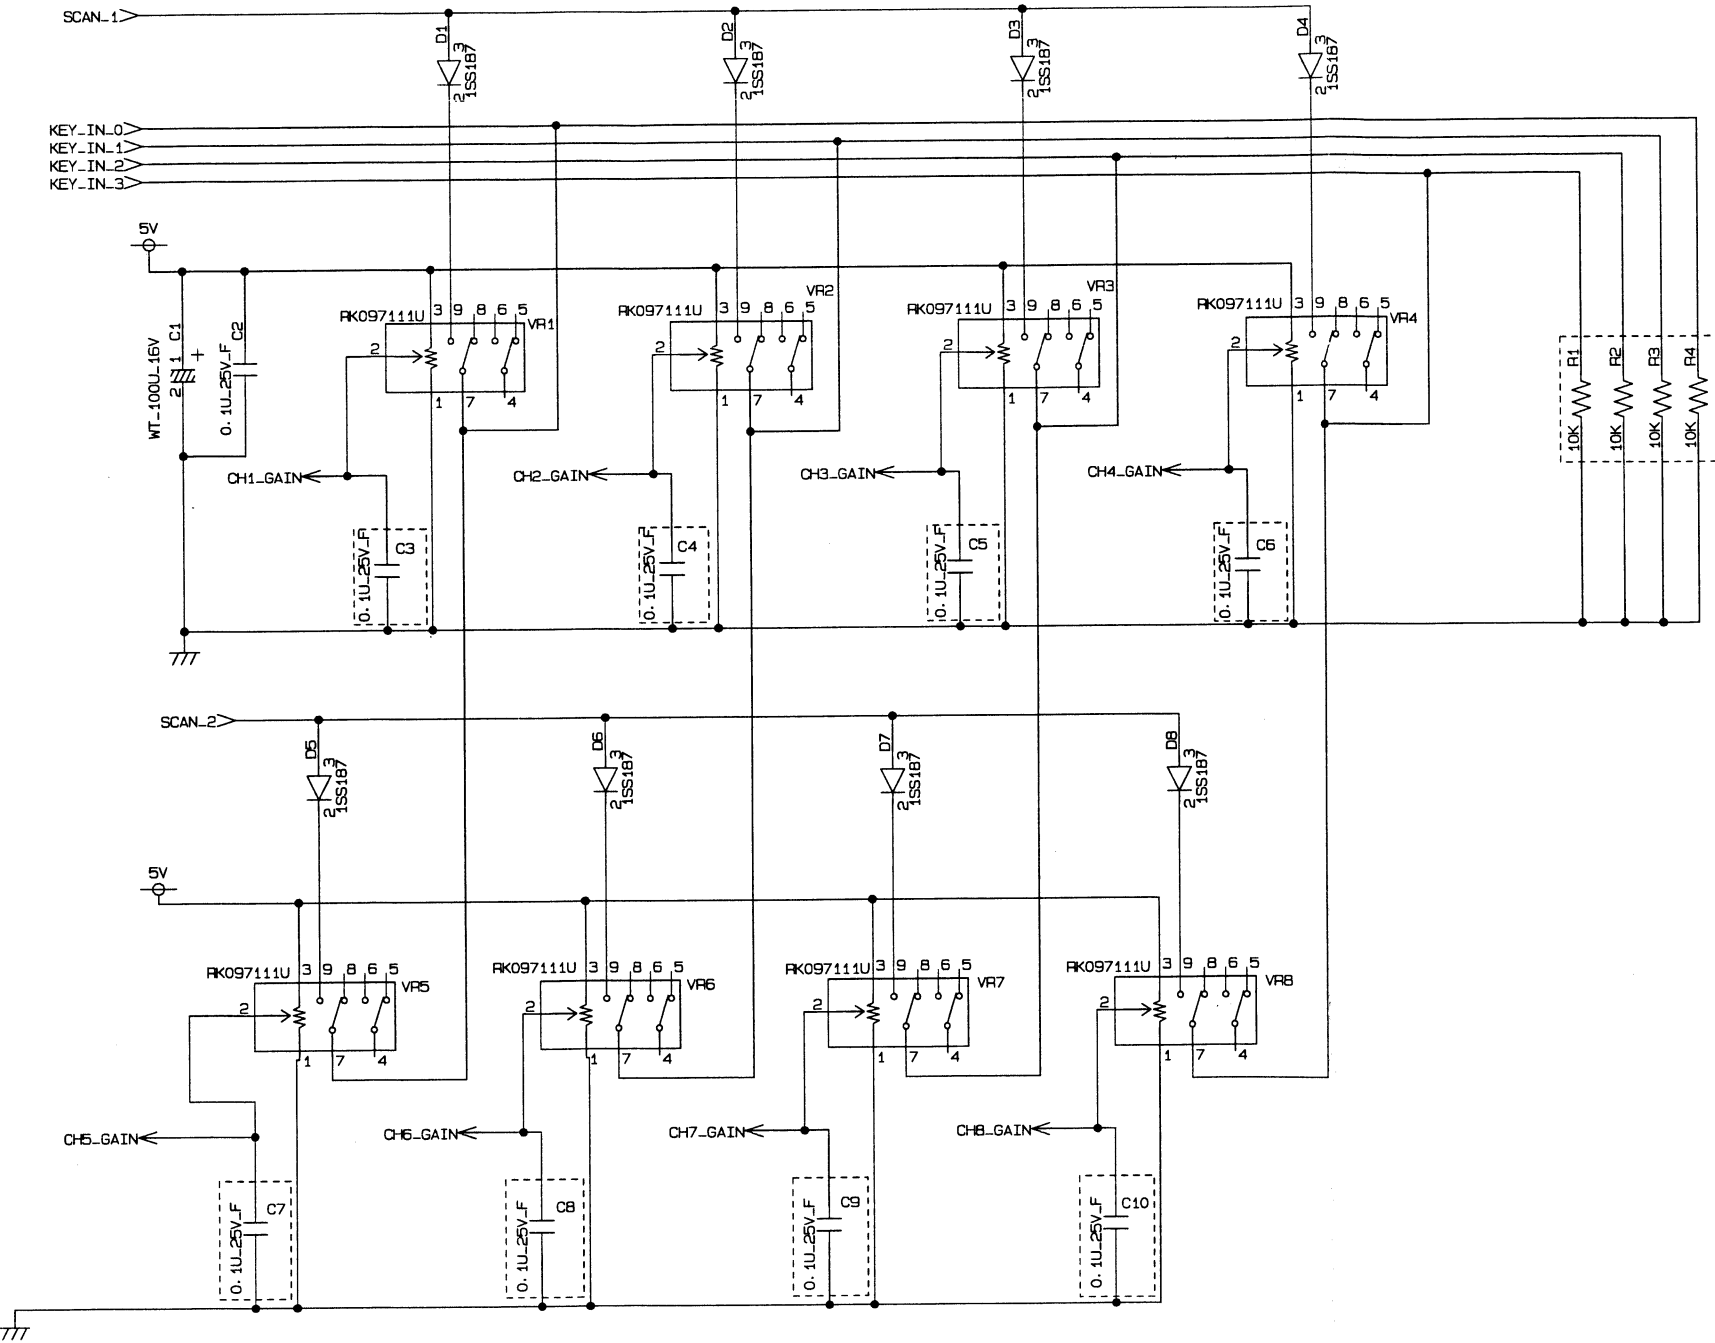 SCAN_1
D1
3
1SS187
2
D2
3
1SS187
2
D3
3
1SS187
2
D4
3
1SS187
2
KEY_IN_0
KEY_IN_1
KEY_IN_2
KEY_IN_3
5V
WT_100U_16V
C1
1
2
+
0.1U_25V_F
C2
RK097111U
3 9 8 6 5
VR1
2
1 7 4
RK097111U
3 9 8 6 5
VR2
2
1 7 4
RK097111U
3 9 8 6 5
VR3
2
1 7 4
RK097111U
3 9 8 6 5
VR4
2
1 7 4
R1
10K
R2
10K
R3
10K
R4
10K
CH1_GAIN
CH2_GAIN
CH3_GAIN
CH4_GAIN
0.1U_25V_F
C3
0.1U_25V_F
C4
0.1U_25V_F
C5
0.1U_25V_F
C6
SCAN_2
D5
3
1SS187
2
D6
3
1SS187
2
D7
3
1SS187
2
D8
3
1SS187
2
5V
RK097111U
3 9 8 6 5
VR5
2
1 7 4
RK097111U
3 9 8 6 5
VR6
2
1 7 4
RK097111U
3 9 8 6 5
VR7
2
1 7 4
RK097111U
3 9 8 6 5
VR8
2
1 7 4
CH5_GAIN
CH6_GAIN
CH7_GAIN
CH8_GAIN
0.1U_25V_F
C7
0.1U_25V_F
C8
0.1U_25V_F
C9
0.1U_25V_F
C10